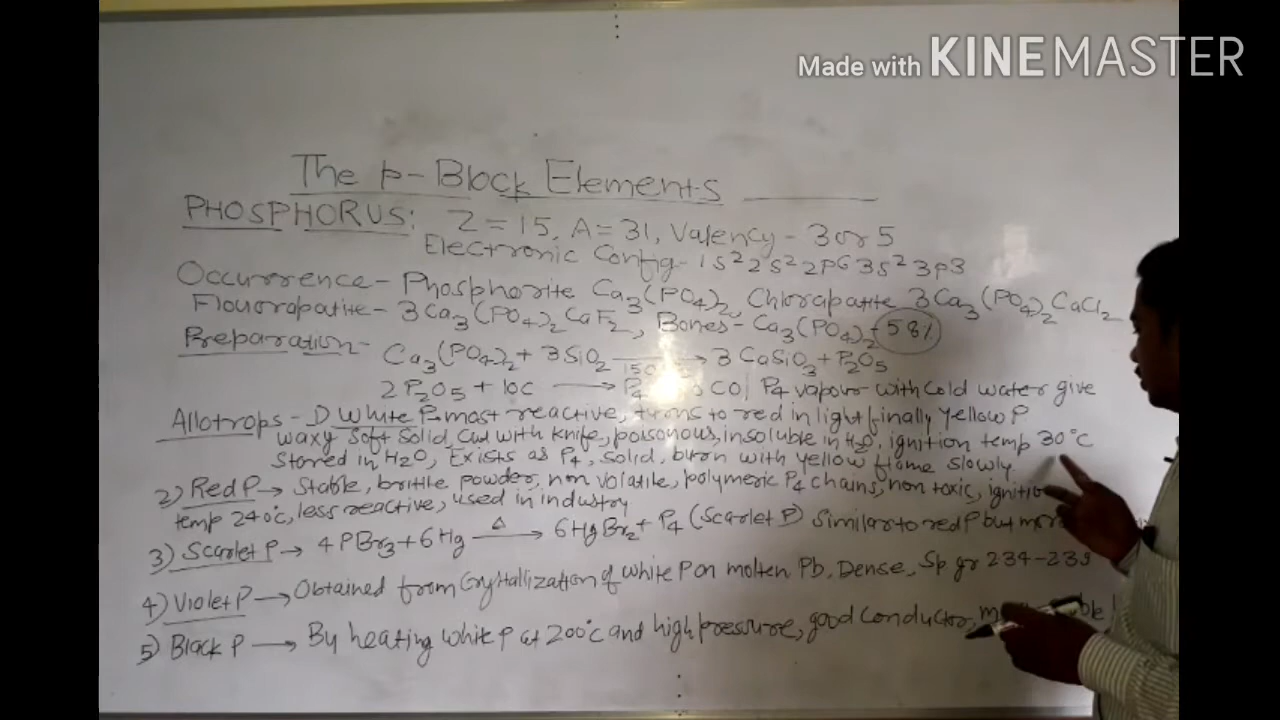 Made with KINEMASTER
The p-Block Elements
PHOSPHORUS: Z = 15, A = 31, Valency - 3 or 5
Electronic Config - 1s2 2s2 2p6 3s2 3p3
Occurrence - Phosphorite Ca3(PO4)2, Chlorapatite 3Ca3(PO4)2 CaCl2
Flourapatite - 3Ca3(PO4)2 CaF2, Bones - Ca3(PO4)2 - 58%
Preparation - Ca3(PO4)2 + 3SiO2 → 3CaSiO3 + P2O5
2P2O5 + 10C → P4 CO, P4 vapour with cold water give
Allotrops - 1) White P - most reactive, turns to red in light finally yellow P
waxy soft solid, cut with knife, poisonous, insoluble in H2O, ignition temp 30°C
Stored in H2O, Exists as P4, solid, burn with yellow flame slowly
2) Red P → Stable, brittle powder, non volatile, polymeric P4 chains, non toxic,
temp 240°C, less reactive, used in industry
3) Scarlet P → 4PBr3 + 6Hg Δ → 6HgBr2 + P4 (Scarlet P) Similar to red P but
4) Violet P → Obtained from Crystallization of white P on molten Pb, Dense, Sp gr
5) Black P → By heating white P at 200°C and high pressure, good conductor,